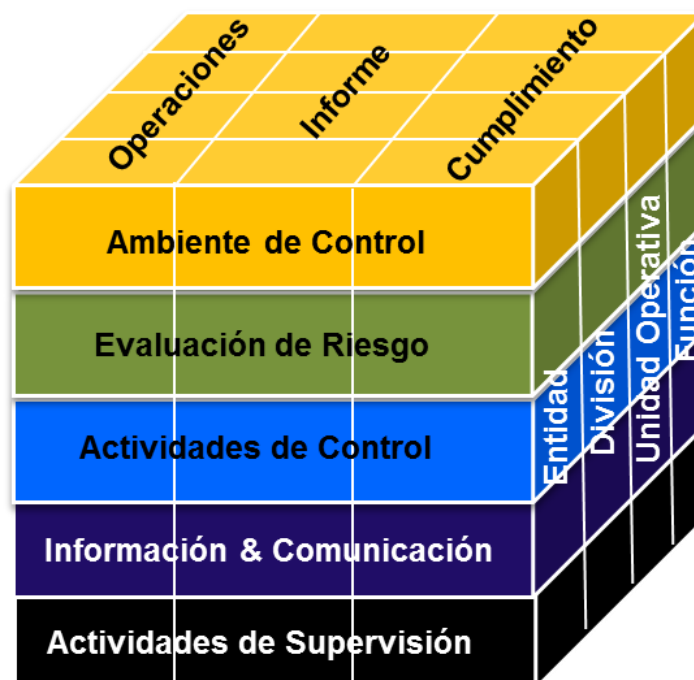 Operaciones
Informe
Cumplimiento
Ambiente de Control
Evaluación de Riesgo
Actividades de Control
Información & Comunicación
Actividades de Supervisión
Entidad
División
Unidad Operativa
Función